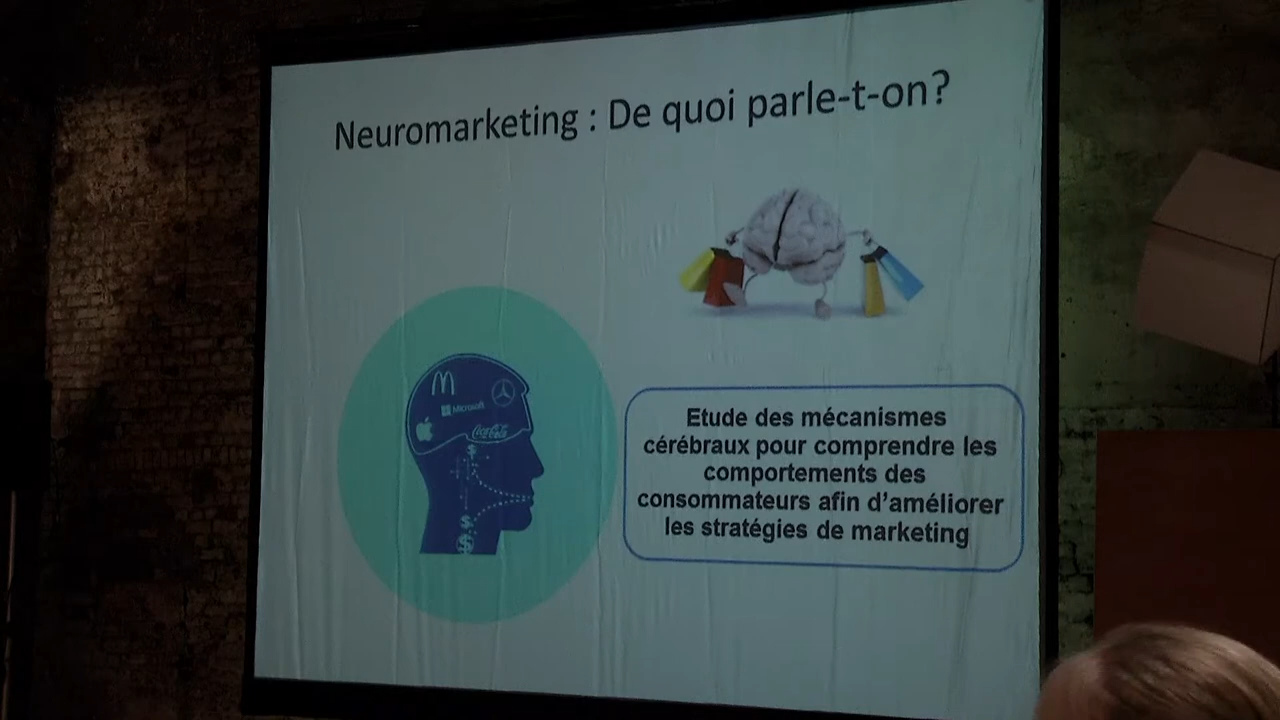 Neuromarketing : De quoi parle-t-on?
Microsoft
Coca-Cola
$
$
$
Etude des mécanismes
cérébraux pour comprendre les
comportements des
consommateurs afin d'améliorer
les stratégies de marketing